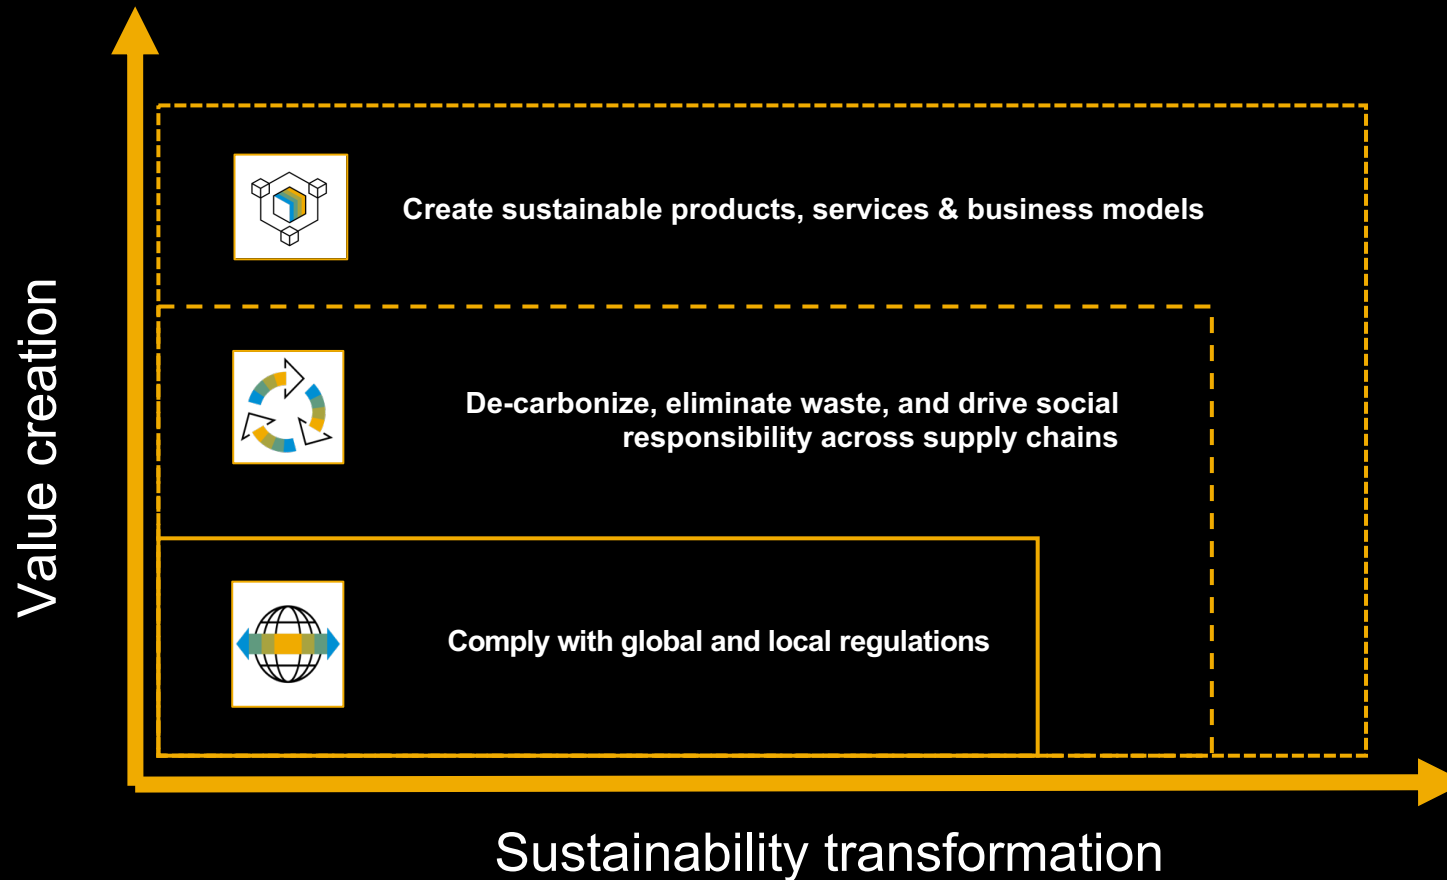 Value creation
Create sustainable products, services & business models
De-carbonize, eliminate waste, and drive social
responsibility across supply chains
Comply with global and local regulations
Sustainability transformation